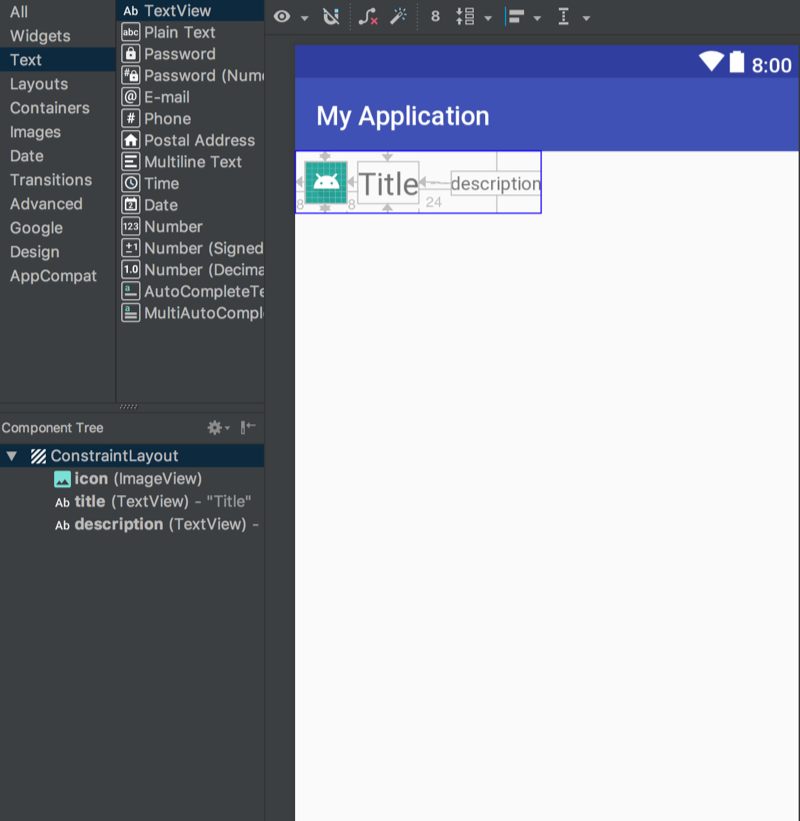 All
Widgets
Text
Layouts
Containers
Images
Date
Transitions
Advanced
Google
Design
AppCompat
Ab TextView
abc Plain Text
Password
# Password (Nume
@ E-mail
# Phone
Postal Address
Multiline Text
Time
2 Date
123 Number
±1 Number (Signed
1.0 Number (Decima
a AutoCompleteTe
a MultiAutoComple
8
8:00
My Application
Title
description
8
8
24
Component Tree
ConstraintLayout
icon (ImageView)
Ab title (TextView) - "Title"
Ab description (TextView) -